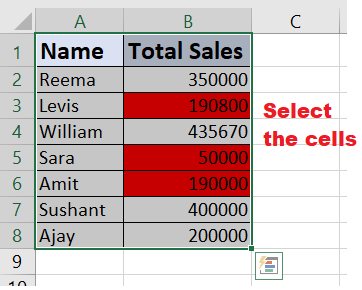 A B C
1 Name Total Sales
2 Reema 350000
3 Levis 190800
Select
4 William 435670
the cells
5 Sara 50000
6 Amit 190000
7 Sushant 400000
8 Ajay 200000
9
10